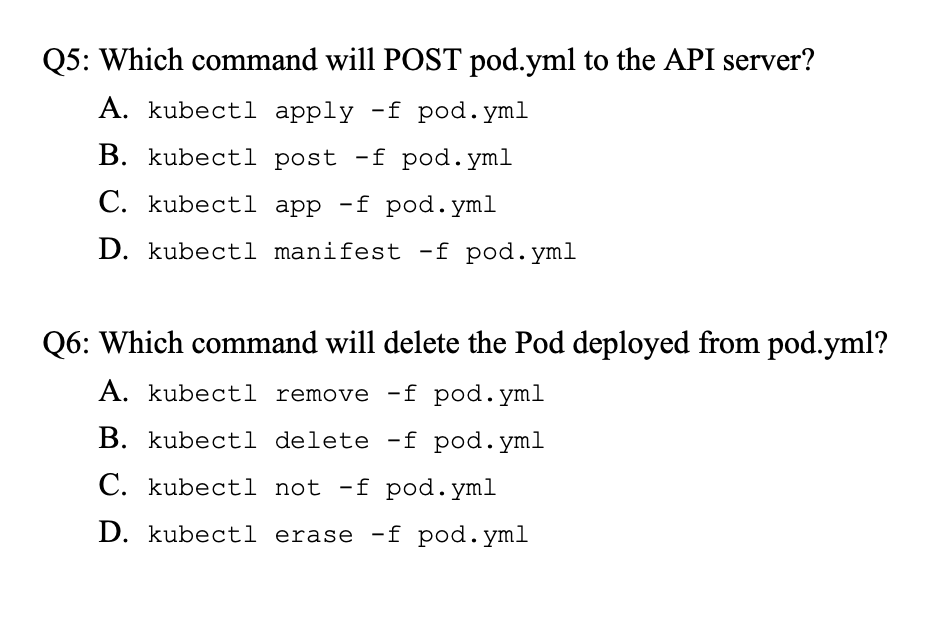 Q5: Which command will POST pod.yml to the API server?
A. kubectl apply -f pod.yml
B. kubectl post -f pod.yml
C. kubectl app -f pod.yml
D. kubectl manifest -f pod.yml
Q6: Which command will delete the Pod deployed from pod.yml?
A. kubectl remove -f pod.yml
B. kubectl delete -f pod.yml
C. kubectl not -f pod.yml
D. kubectl erase -f pod.yml